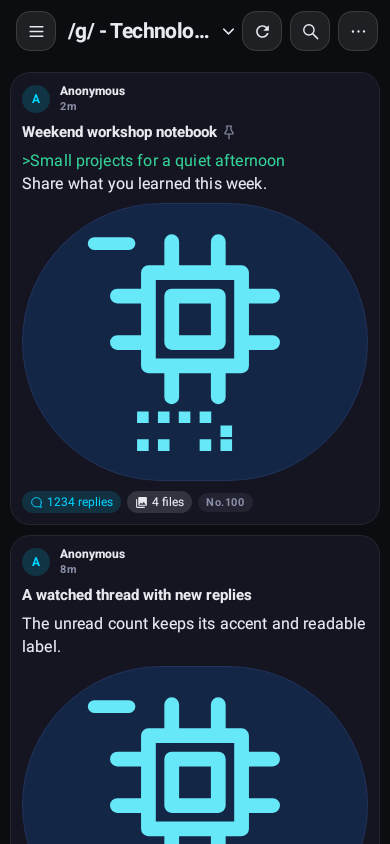 /g/ - Technolo...
A
Anonymous
2m
Weekend workshop notebook
>Small projects for a quiet afternoon
Share what you learned this week.
1234 replies
4 files
No.100
A
Anonymous
8m
A watched thread with new replies
The unread count keeps its accent and readable
label.